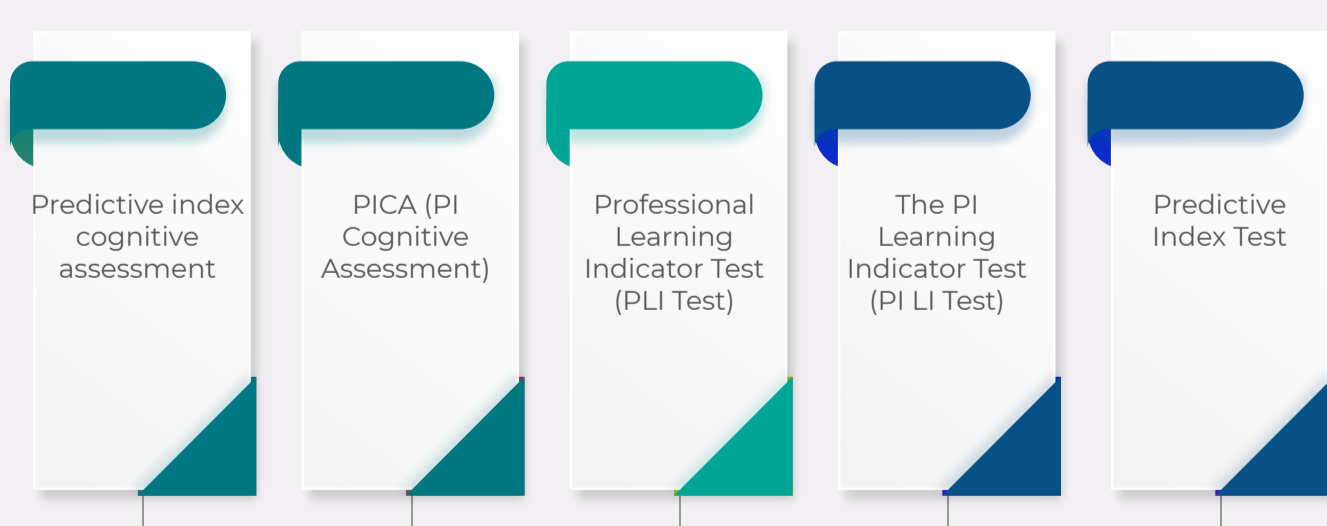 Predictive index
cognitive
assessment
PICA (PI
Cognitive
Assessment)
Professional
Learning
Indicator Test
(PLI Test)
The PI
Learning
Indicator Test
(PI LI Test)
Predictive
Index Test